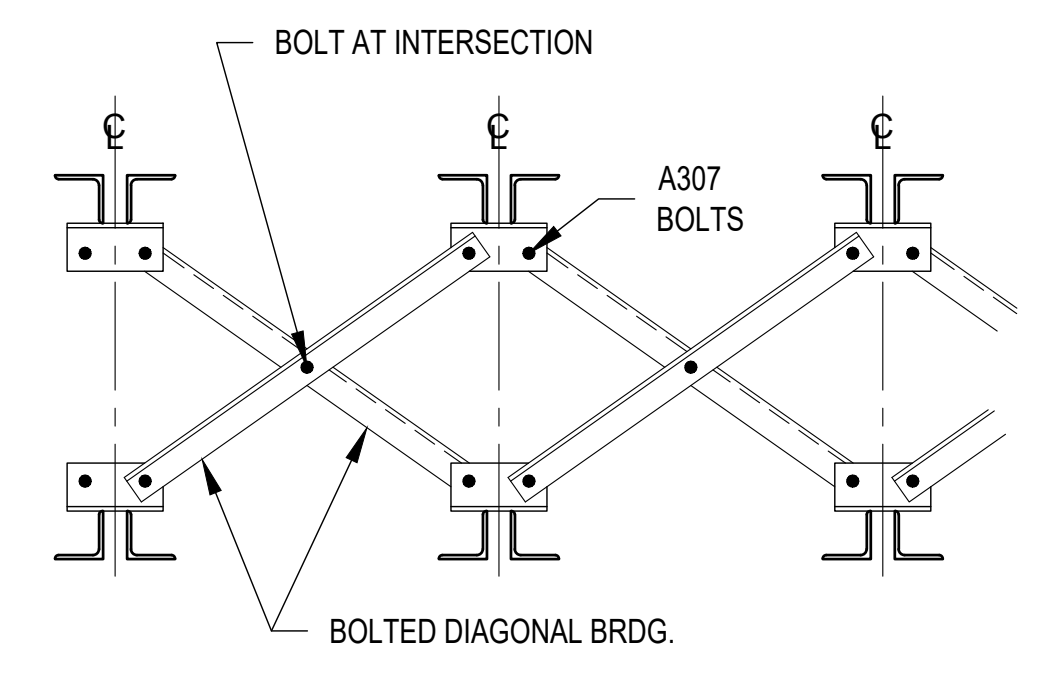 BOLT AT INTERSECTION
℄ ℄ ℄
A307
BOLTS
BOLTED DIAGONAL BRDG.